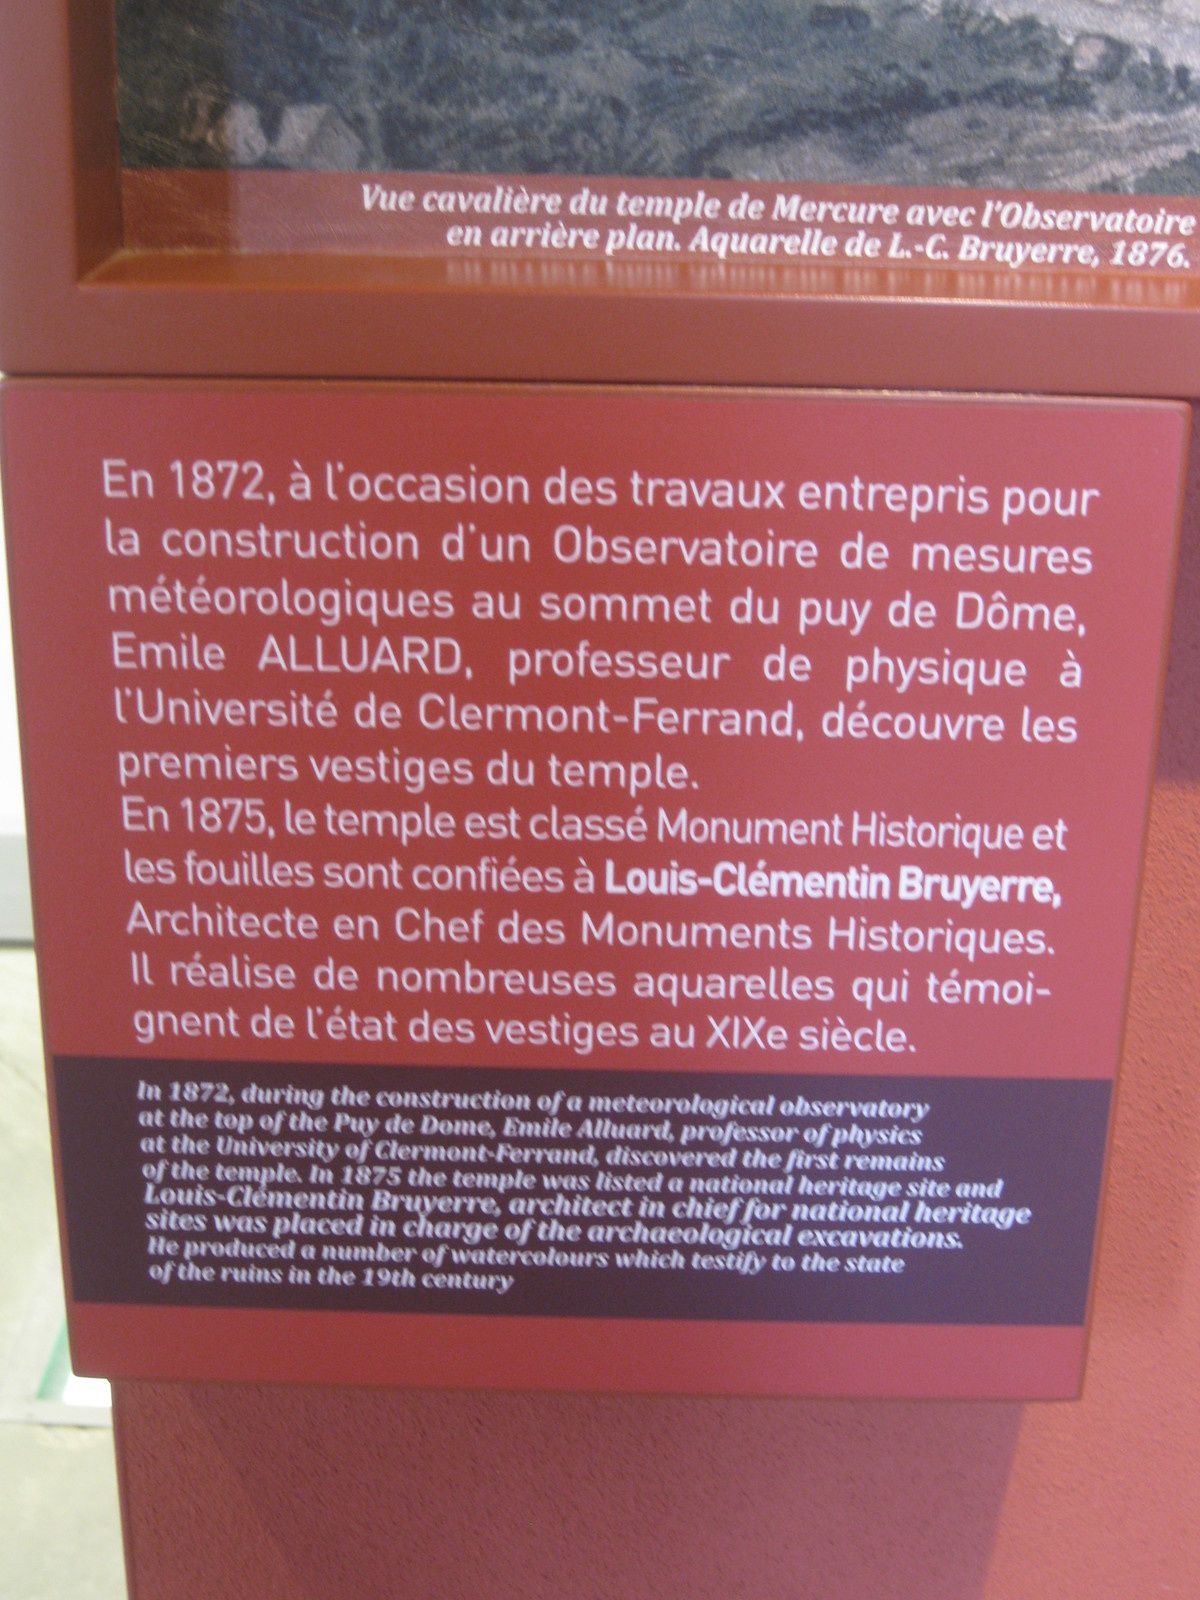 Vue cavalière du temple de Mercure avec l'Observatoire
en arrière plan. Aquarelle de L.-C. Bruyerre, 1876.
En 1872, à l'occasion des travaux entrepris pour
la construction d'un Observatoire de mesures
météorologiques au sommet du puy de Dôme,
Emile ALLUARD, professeur de physique à
l'Université de Clermont-Ferrand, découvre les
premiers vestiges du temple.
En 1875, le temple est classé Monument Historique et
les fouilles sont confiées à Louis-Clémentin Bruyerre,
Architecte en Chef des Monuments Historiques.
Il réalise de nombreuses aquarelles qui témoi-
gnent de l'état des vestiges au XIXe siècle.
In 1872, during the construction of a meteorological observatory
at the top of the Puy de Dome, Emile Alluard, professor of physics
at the University of Clermont-Ferrand, discovered the first remains
of the temple. In 1875 the temple was listed a national heritage site and
Louis-Clémentin Bruyerre, architect in chief for national heritage
sites was placed in charge of the archaeological excavations.
He produced a number of watercolours which testify to the state
of the ruins in the 19th century